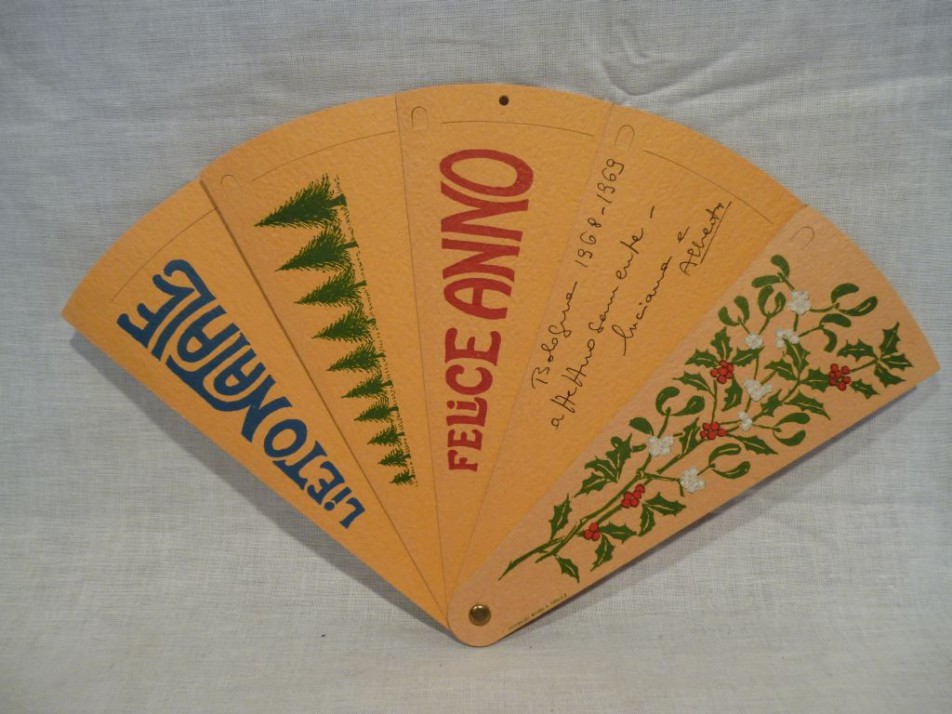 LiETO NATALE
FELiCE ANNO
Bologna 1968-1969
affettuosamente -
luciana e
Alberto